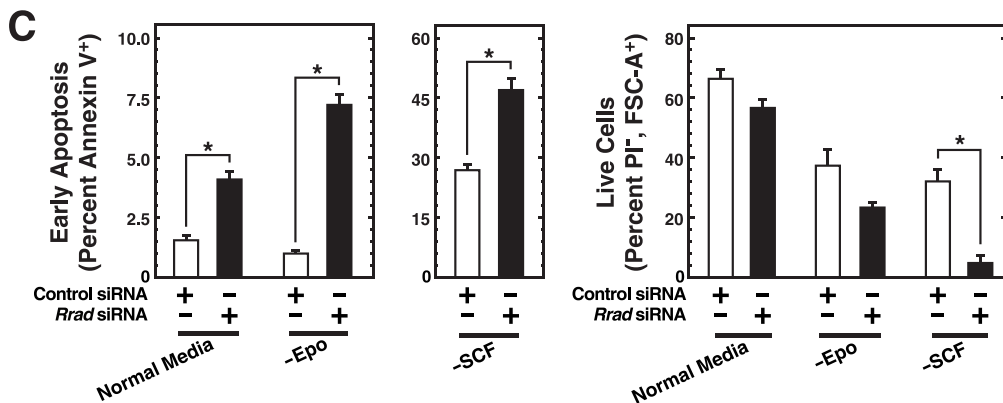 C
Early Apoptosis
(Percent Annexin V⁺)
10.0
7.5
5.0
2.5
0
*
*
60
45
30
15
0
*
Live Cells
(Percent PI⁻, FSC-A⁺)
80
60
40
20
0
*
Control siRNA + – + – + – + – + – + –
Rrad siRNA – + – + – + Rrad siRNA – + – + – +
Normal Media
–Epo
–SCF
Normal Media
–Epo
–SCF